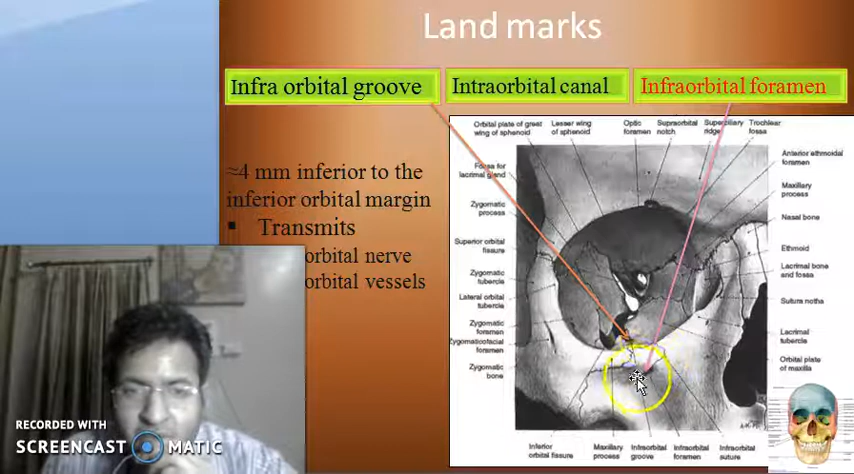 Land marks
Infra orbital groove
Intraorbital canal
Infraorbital foramen
≈4 mm inferior to the
inferior orbital margin
▪ Transmits
orbital nerve
orbital vessels
Orbital plate of great
wing of sphenoid
Lesser wing
of sphenoid
Optic
foramen
Supraorbital
notch
Superciliary
ridge
Trochlear
fossa
Fossa for
lacrimal gland
Zygomatic
process
Superior orbital
fissure
Zygomatic
tubercle
Lateral orbital
tubercle
Zygomatic
foramen
Zygomaticofacial
foramen
Zygomatic
bone
Anterior ethmoidal
foramen
Maxillary
process
Nasal bone
Ethmoid
Lacrimal bone
and fossa
Sutura notha
Lacrimal
tubercle
Orbital plate
of maxilla
Inferior
orbital fissure
Maxillary
process
Infraorbital
groove
Infraorbital
foramen
Infraorbital
suture
RECORDED WITH
SCREENCAST MATIC